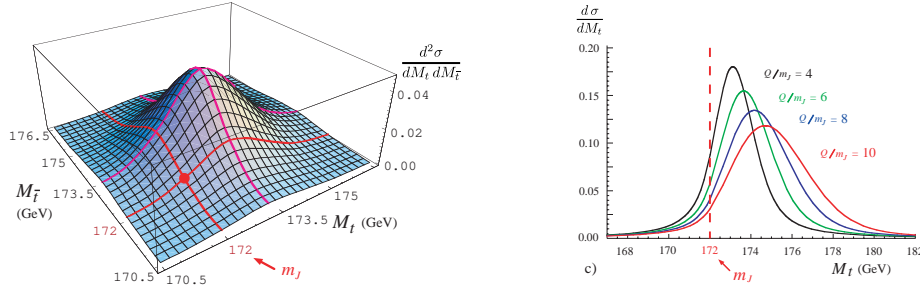 d²σ
dM_t dM_t̄
0.04
0.02
0.00
176.5
175
173.5
172
170.5
M_t̄
(GeV)
170.5
172
173.5
175
M_t (GeV)
m_J
dσ
dM_t
0.20
0.15
0.10
0.05
0.00
Q/m_J = 4
Q/m_J = 6
Q/m_J = 8
Q/m_J = 10
168 170 172 174 176 178 180 182
c)
m_J
M_t (GeV)